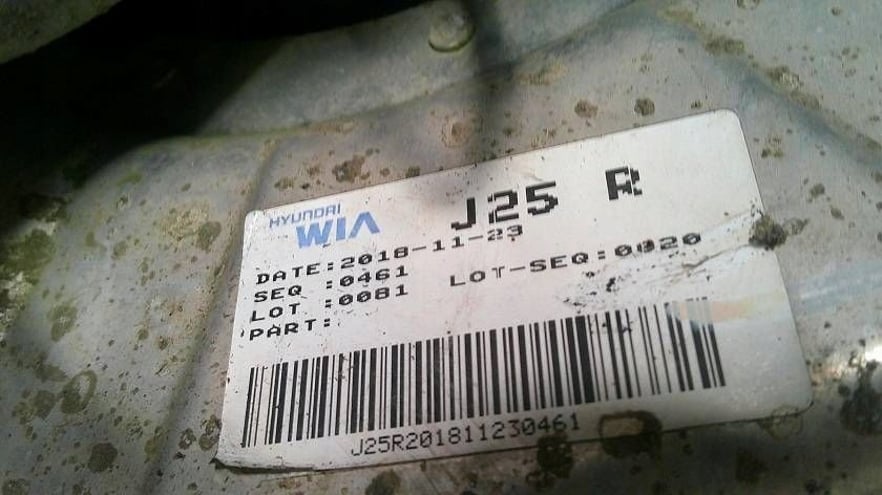 HYUNDAI
WIA
J25 R
DATE:2018-11-23
SEQ :0461
LOT :0081 LOT-SEQ:0020
PART:
J25R201811230461